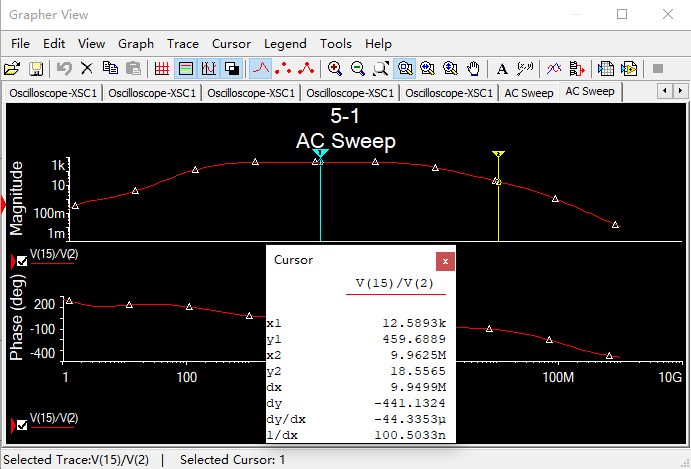 Grapher View
File Edit View Graph Trace Cursor Legend Tools Help
Oscilloscope-XSC1 Oscilloscope-XSC1 Oscilloscope-XSC1 Oscilloscope-XSC1 Oscilloscope-XSC1 AC Sweep AC Sweep
5-1
AC Sweep
Magnitude
1k
10
100m
1m
V(15)/V(2)
Phase (deg)
200
-100
-400
1 100 100M 10G
V(15)/V(2)
Cursor x
V(15)/V(2)
x1 12.5893k
y1 459.6889
x2 9.9625M
y2 18.5565
dx 9.9499M
dy -441.1324
dy/dx -44.3353µ
1/dx 100.5033n
Selected Trace:V(15)/V(2) | Selected Cursor: 1